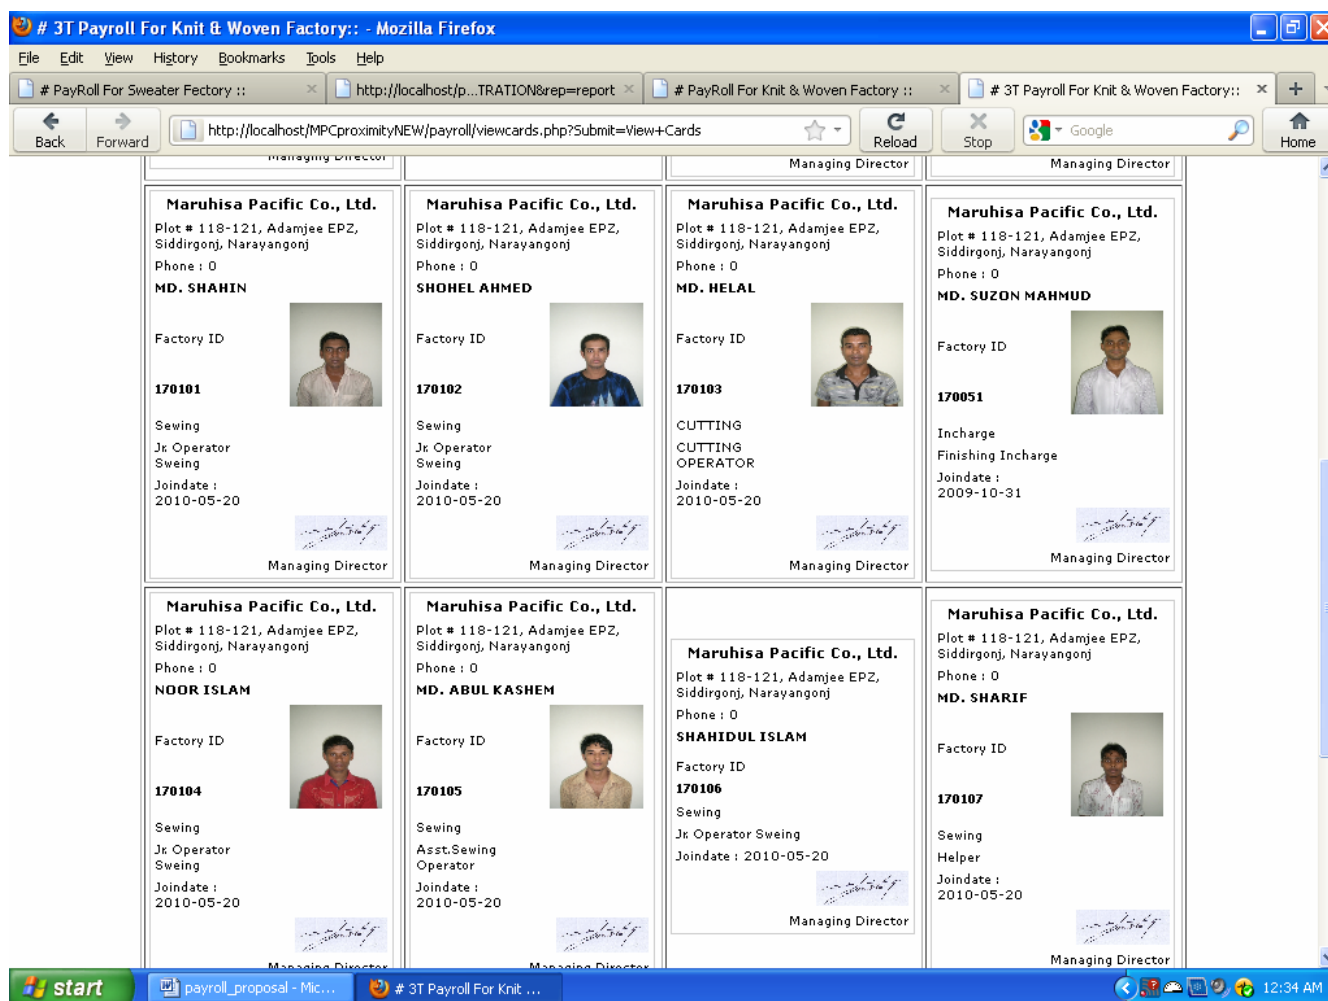 # 3T Payroll For Knit & Woven Factory:: - Mozilla Firefox
File Edit View History Bookmarks Tools Help
# PayRoll For Sweater Fectory ::
http://localhost/p...TRATION&rep=report
# PayRoll For Knit & Woven Factory ::
# 3T Payroll For Knit & Woven Factory::
Back
Forward
http://localhost/MPCproximityNEW/payroll/viewcards.php?Submit=View+Cards
Reload
Stop
Google
Home
Managing Director
Managing Director
Managing Director
Maruhisa Pacific Co., Ltd.
Plot # 118-121, Adamjee EPZ,
Siddirgonj, Narayangonj
Phone : 0
MD. SHAHIN
Factory ID
170101
Sewing
Jr. Operator
Sweing
Joindate :
2010-05-20
Managing Director
Maruhisa Pacific Co., Ltd.
Plot # 118-121, Adamjee EPZ,
Siddirgonj, Narayangonj
Phone : 0
SHOHEL AHMED
Factory ID
170102
Sewing
Jr. Operator
Sweing
Joindate :
2010-05-20
Managing Director
Maruhisa Pacific Co., Ltd.
Plot # 118-121, Adamjee EPZ,
Siddirgonj, Narayangonj
Phone : 0
MD. HELAL
Factory ID
170103
CUTTING
CUTTING
OPERATOR
Joindate :
2010-05-20
Managing Director
Maruhisa Pacific Co., Ltd.
Plot # 118-121, Adamjee EPZ,
Siddirgonj, Narayangonj
Phone : 0
MD. SUZON MAHMUD
Factory ID
170051
Incharge
Finishing Incharge
Joindate :
2009-10-31
Managing Director
Maruhisa Pacific Co., Ltd.
Plot # 118-121, Adamjee EPZ,
Siddirgonj, Narayangonj
Phone : 0
NOOR ISLAM
Factory ID
170104
Sewing
Jr. Operator
Sweing
Joindate :
2010-05-20
Managing Director
Maruhisa Pacific Co., Ltd.
Plot # 118-121, Adamjee EPZ,
Siddirgonj, Narayangonj
Phone : 0
MD. ABUL KASHEM
Factory ID
170105
Sewing
Asst.Sewing
Operator
Joindate :
2010-05-20
Managing Director
Maruhisa Pacific Co., Ltd.
Plot # 118-121, Adamjee EPZ,
Siddirgonj, Narayangonj
Phone : 0
SHAHIDUL ISLAM
Factory ID
170106
Sewing
Jr. Operator Sweing
Joindate : 2010-05-20
Managing Director
Maruhisa Pacific Co., Ltd.
Plot # 118-121, Adamjee EPZ,
Siddirgonj, Narayangonj
Phone : 0
MD. SHARIF
Factory ID
170107
Sewing
Helper
Joindate :
2010-05-20
Managing Director
start
payroll_proposal - Mic...
# 3T Payroll For Knit ...
12:34 AM